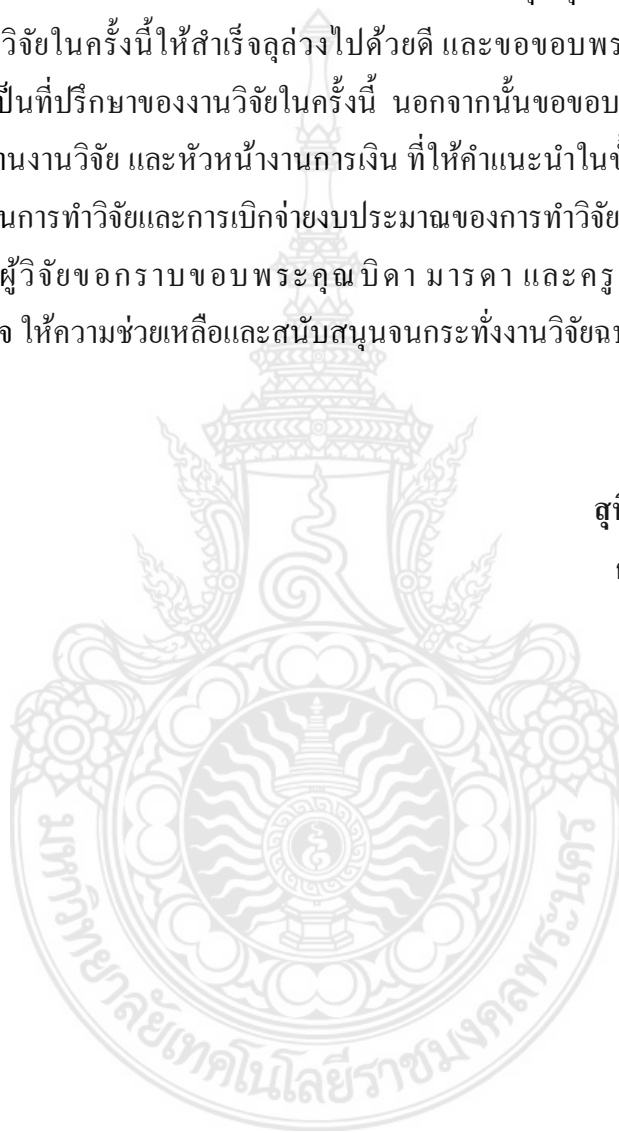 วิจัยในครั้งนี้ให้สำเร็จลุล่วงไปด้วยดี และขอขอบพร
ป็นที่ปรึกษาของงานวิจัยในครั้งนี้ นอกจากนั้นขอขอบ
านงานวิจัย และหัวหน้างานการเงิน ที่ให้คำแนะนำในขั้
นการทำวิจัยและการเบิกจ่ายงบประมาณของการทำวิจัย
ผู้วิจัยขอกราบขอบพระคุณบิดา มารดา และครู
จ ให้ความช่วยเหลือและสนับสนุนจนกระทั่งงานวิจัยฉบ
มหาวิทยาลัยเทคโนโลยีราชมงคลพระนคร